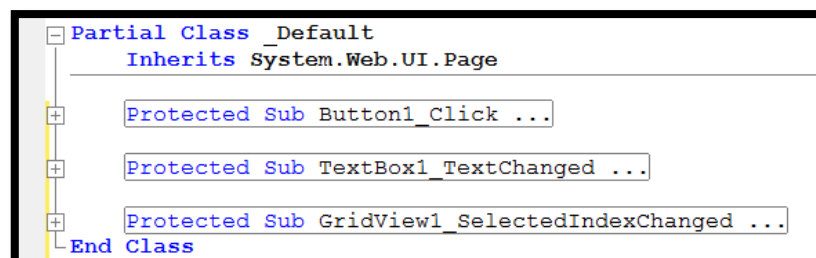 Partial Class _Default
Inherits System.Web.UI.Page
Protected Sub Button1_Click ...
Protected Sub TextBox1_TextChanged ...
Protected Sub GridView1_SelectedIndexChanged ...
End Class